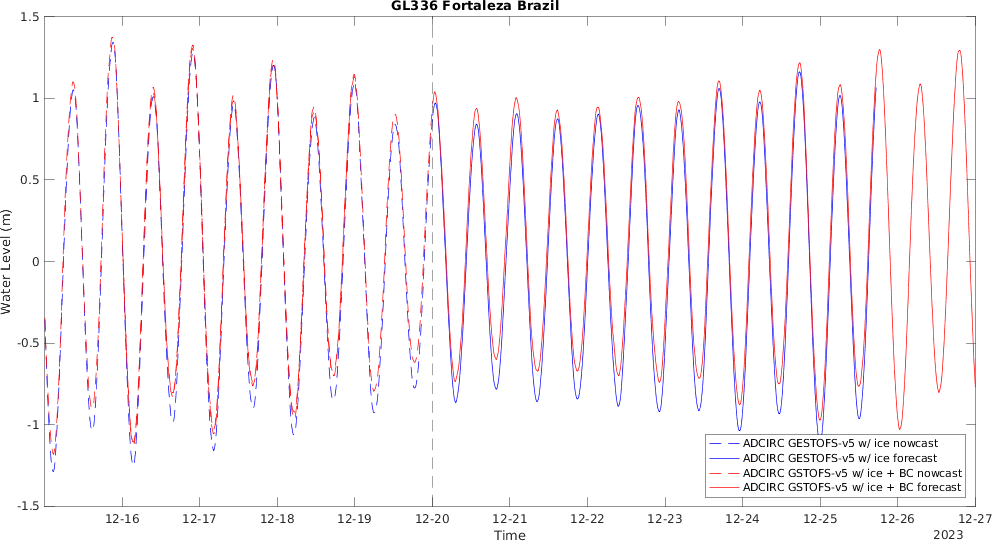 GL336 Fortaleza Brazil
1.5
1
0.5
0
-0.5
-1
-1.5
Water Level (m)
ADCIRC GESTOFS-v5 w/ ice nowcast
ADCIRC GESTOFS-v5 w/ ice forecast
ADCIRC GSTOFS-v5 w/ ice + BC nowcast
ADCIRC GSTOFS-v5 w/ ice + BC forecast
12-16 12-17 12-18 12-19 12-20 12-21 12-22 12-23 12-24 12-25 12-26 12-27
Time
2023